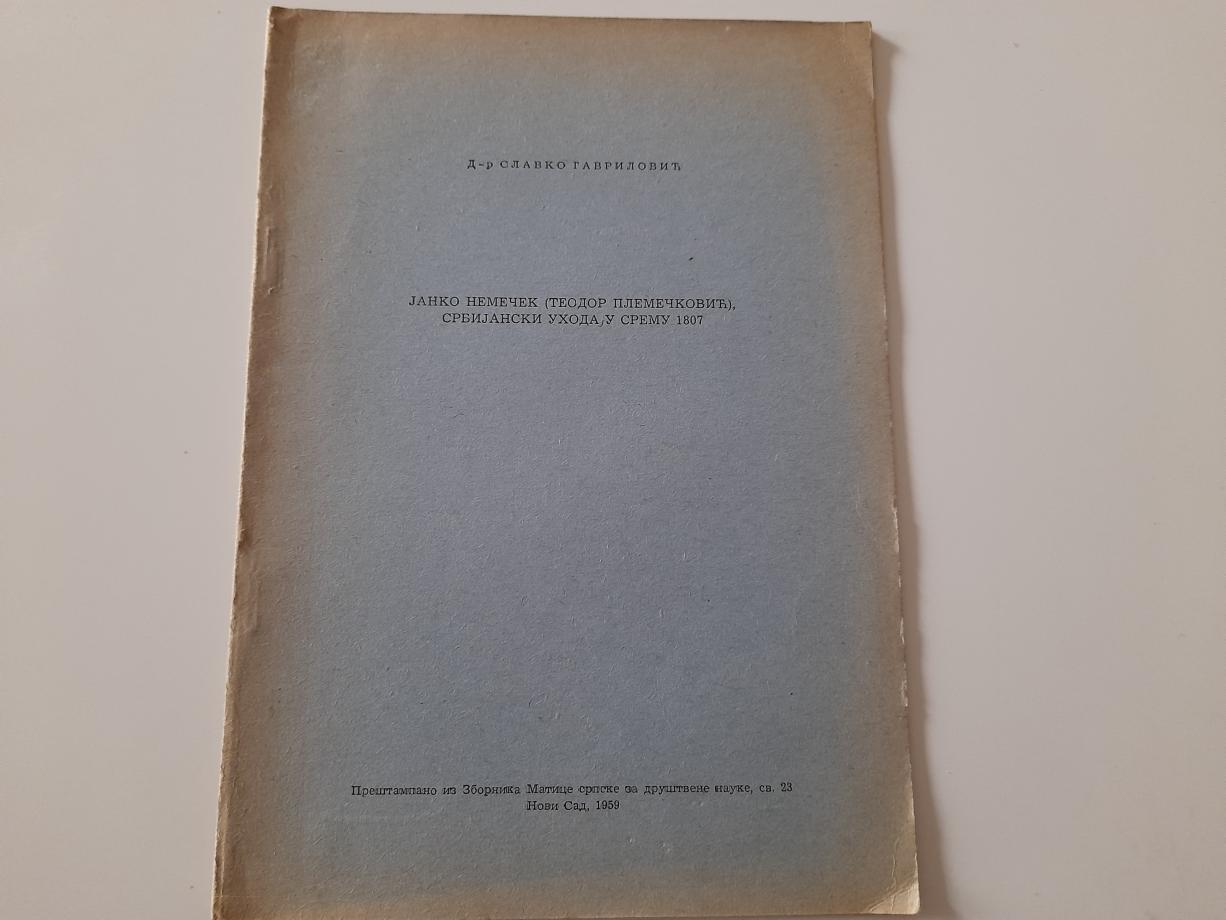 Д-р СЛАВКО ГАВРИЛОВИЋ
ЈАНКО НЕМЕЧЕК (ТЕОДОР ПЛЕМЕЧКОВИЋ),
СРБИЈАНСКИ УХОДА, У СРЕМУ 1807
Прештампано из Зборника Матице српске за друштвене науке, св. 23
Нови Сад, 1959